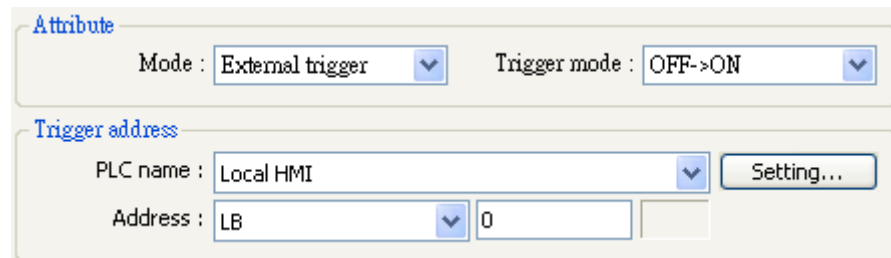 Attribute
Mode : External trigger Trigger mode : OFF->ON
Trigger address
PLC name : Local HMI Setting...
Address : LB 0